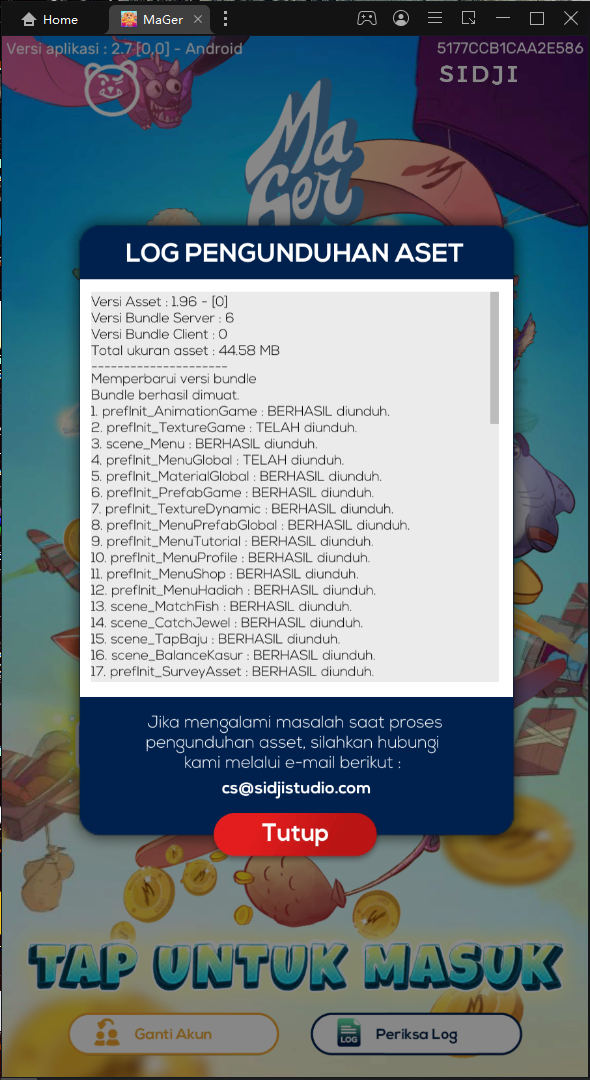 Home
MaGer
Versi aplikasi : 2.7 [0,0] - Android
5177CCB1CAA2E586
SIDJI
MaGer
LOG PENGUNDUHAN ASET
Versi Asset : 1.96 - [0]
Versi Bundle Server : 6
Versi Bundle Client : 0
Total ukuran asset : 44.58 MB
---------------------
Memperbarui versi bundle
Bundle berhasil dimuat.
1. prefInit_AnimationGame : BERHASIL diunduh.
2. prefInit_TextureGame : TELAH diunduh.
3. scene_Menu : BERHASIL diunduh.
4. prefInit_MenuGlobal : TELAH diunduh.
5. prefInit_MaterialGlobal : BERHASIL diunduh.
6. prefInit_PrefabGame : BERHASIL diunduh.
7. prefInit_TextureDynamic : BERHASIL diunduh.
8. prefInit_MenuPrefabGlobal : BERHASIL diunduh.
9. prefInit_MenuTutorial : BERHASIL diunduh.
10. prefInit_MenuProfile : BERHASIL diunduh.
11. prefInit_MenuShop : BERHASIL diunduh.
12. prefInit_MenuHadiah : BERHASIL diunduh.
13. scene_MatchFish : BERHASIL diunduh.
14. scene_CatchJewel : BERHASIL diunduh.
15. scene_TapBaju : BERHASIL diunduh.
16. scene_BalanceKasur : BERHASIL diunduh.
17. prefInit_SurveyAsset : BERHASIL diunduh.
Jika mengalami masalah saat proses
pengunduhan asset, silahkan hubungi
kami melalui e-mail berikut :
cs@sidjistudio.com
Tutup
TAP UNTUK MASUK
Ganti Akun
LOG
Periksa Log